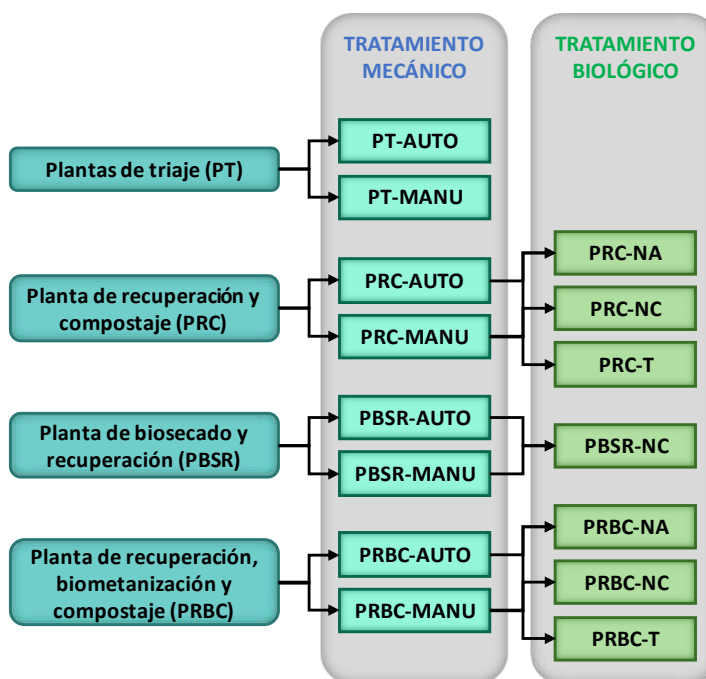 TRATAMIENTO
MECÁNICO
TRATAMIENTO
BIOLÓGICO
Plantas de triaje (PT)
PT-AUTO
PT-MANU
Planta de recuperación y
compostaje (PRC)
PRC-AUTO
PRC-MANU
PRC-NA
PRC-NC
PRC-T
Planta de biosecado y
recuperación (PBSR)
PBSR-AUTO
PBSR-MANU
PBSR-NC
Planta de recuperación,
biometanización y
compostaje (PRBC)
PRBC-AUTO
PRBC-MANU
PRBC-NA
PRBC-NC
PRBC-T